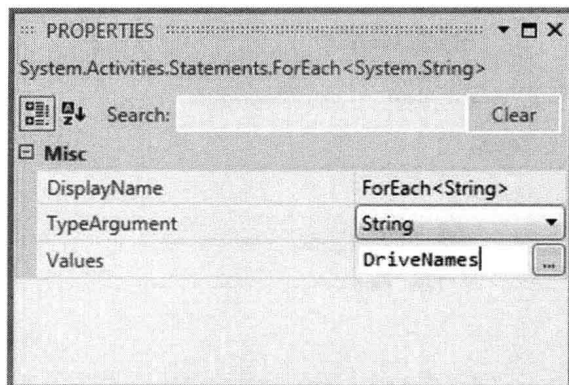 PROPERTIES
System.Activities.Statements.ForEach<System.String>
Search: Clear
Misc
DisplayName ForEach<String>
TypeArgument String
Values DriveNames ...